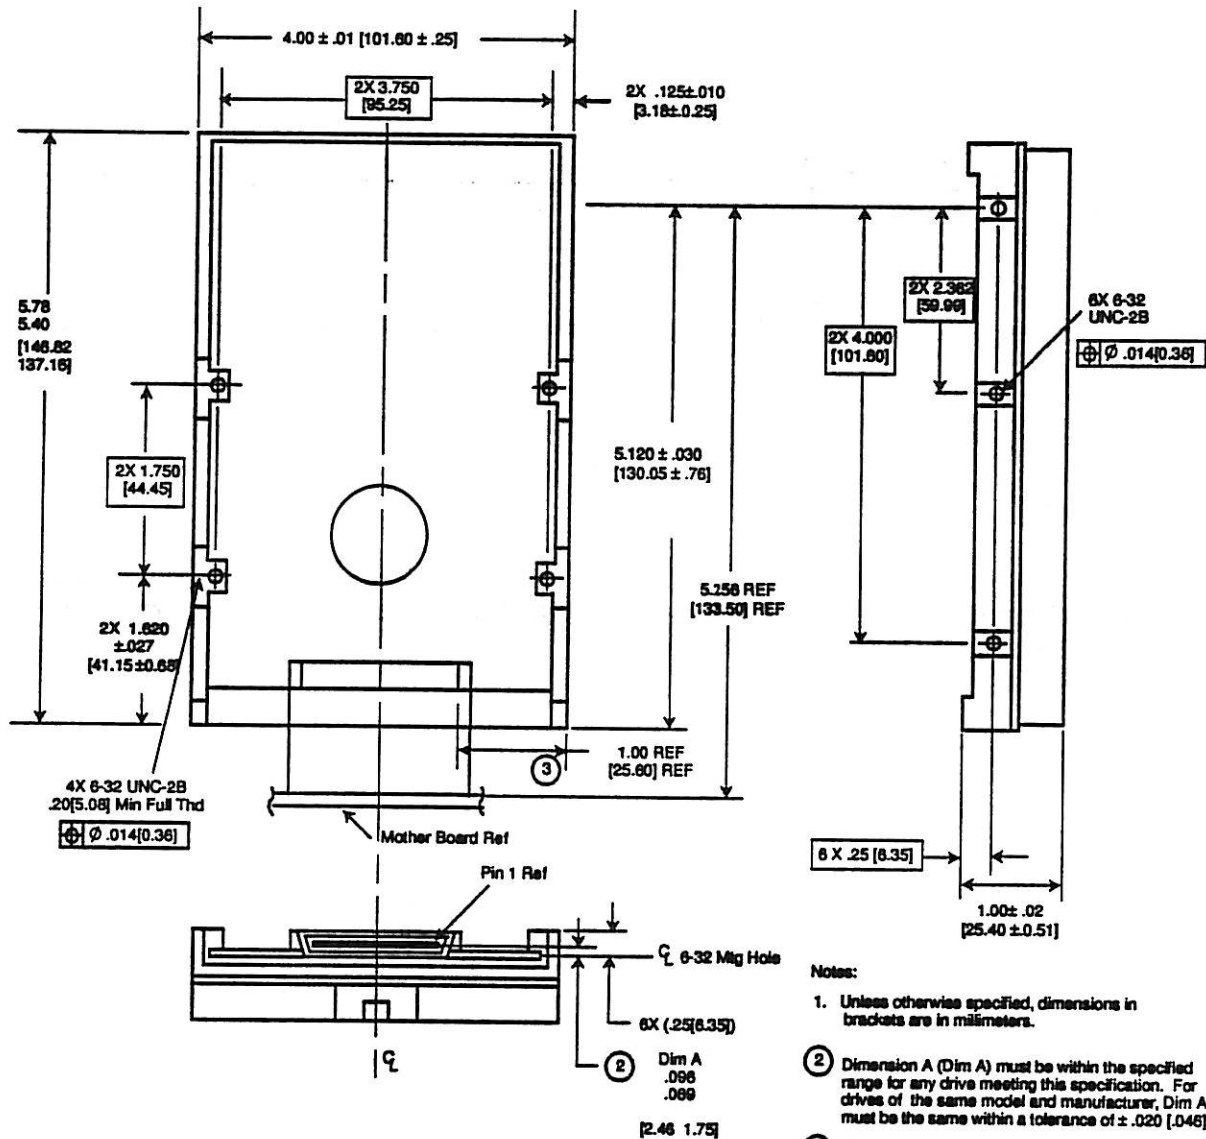 4.00 ± .01 [101.60 ± .25]
2X 3.750
[95.25]
2X .125±.010
[3.18±0.25]
5.78
5.40
[146.82
137.16]
2X 2.362
[59.99]
6X 6-32
UNC-2B
⌖ Ø .014[0.36]
2X 4.000
[101.60]
2X 1.750
[44.45]
5.120 ± .030
[130.05 ± .76]
5.256 REF
[133.50] REF
2X 1.620
±.027
[41.15±0.68]
1.00 REF
[25.60] REF
3
4X 6-32 UNC-2B
.20[5.08] Min Full Thd
⌖ Ø .014[0.36]
Mother Board Ref
6 X .25 [6.35]
Pin 1 Ref
1.00± .02
[25.40 ±0.51]
℄ 6-32 Mtg Hole
6X (.25[6.35])
℄
2 Dim A
.096
.069
[2.46 1.75]
Notes:
1. Unless otherwise specified, dimensions in
brackets are in millimeters.
2 Dimension A (Dim A) must be within the specified
range for any drive meeting this specification. For
drives of the same model and manufacturer, Dim A
must be the same within a tolerance of ± .020 [.046]